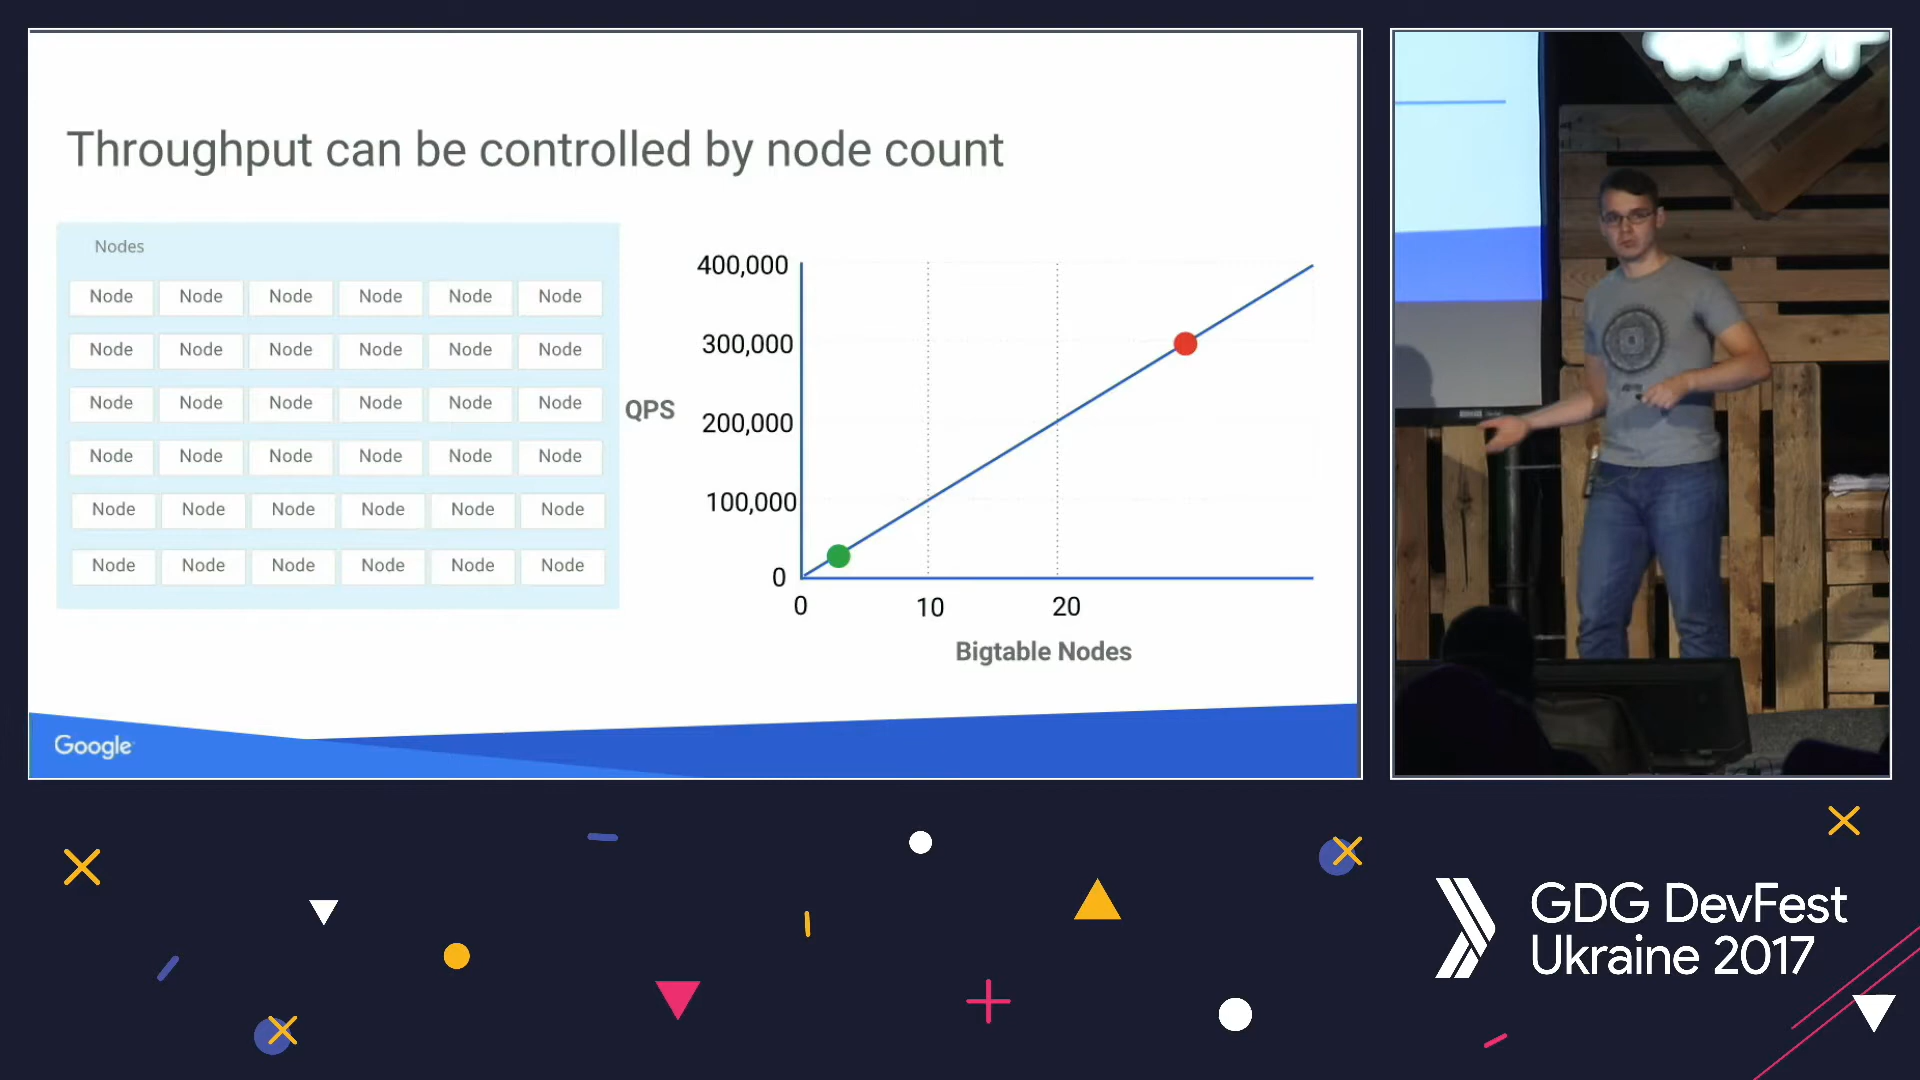 Throughput can be controlled by node count
Nodes
Node Node Node Node Node Node
Node Node Node Node Node Node
Node Node Node Node Node Node
Node Node Node Node Node Node
Node Node Node Node Node Node
Node Node Node Node Node Node
QPS
400,000
300,000
200,000
100,000
0
0 10 20
Bigtable Nodes
Google
GDG DevFest
Ukraine 2017